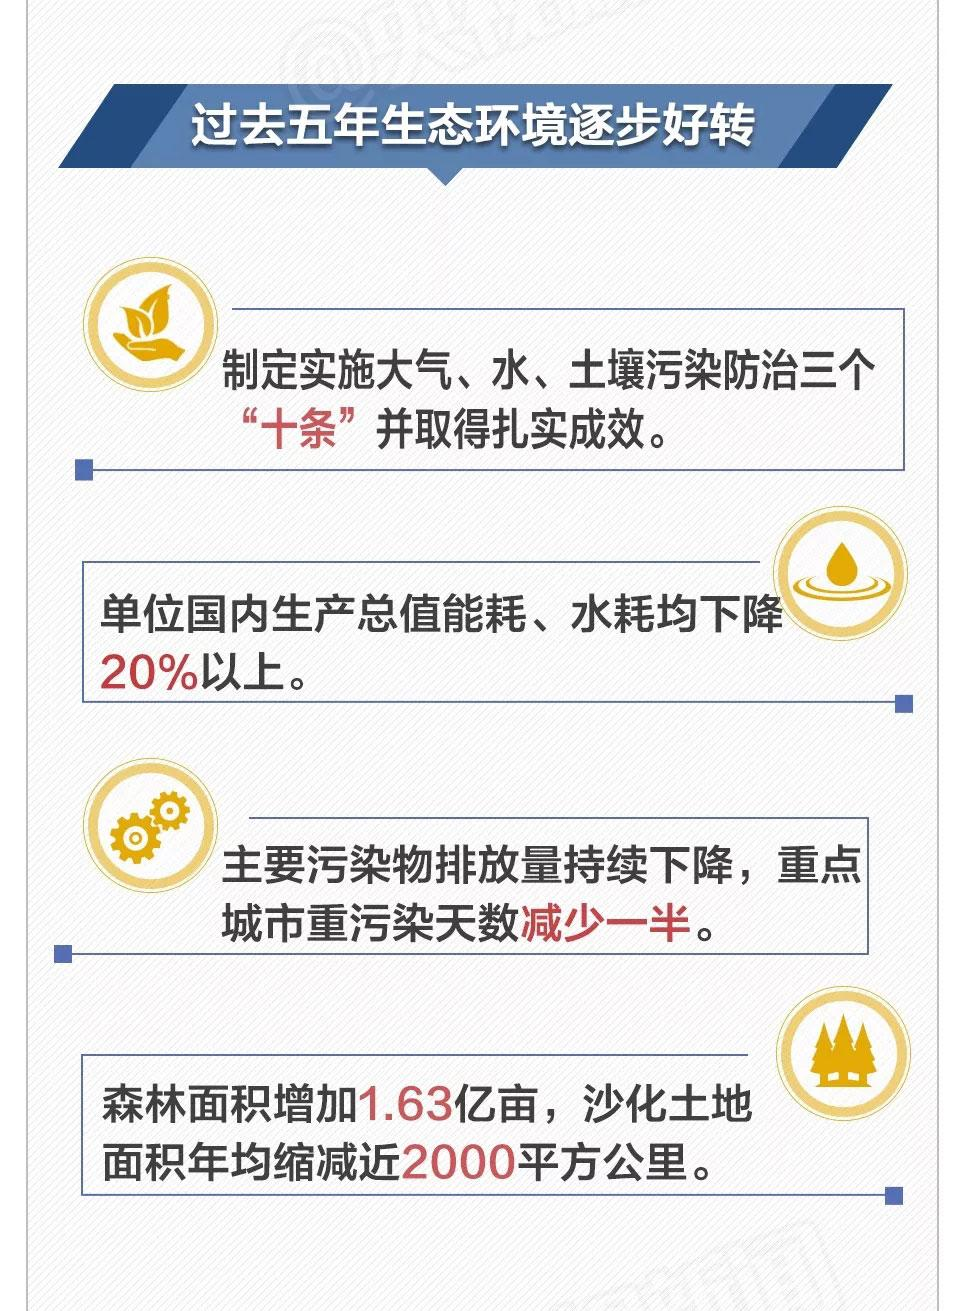 过去五年生态环境逐步好转
制定实施大气、水、土壤污染防治三个
“十条”并取得扎实成效。
单位国内生产总值能耗、水耗均下降
20%以上。
主要污染物排放量持续下降，重点
城市重污染天数减少一半。
森林面积增加1.63亿亩，沙化土地
面积年均缩减近2000平方公里。